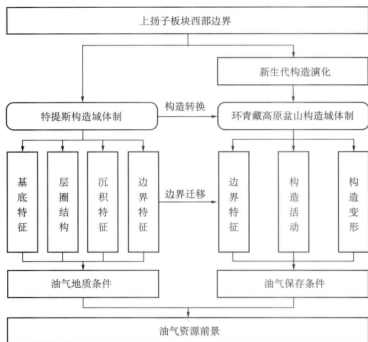 上扬子板块西部边界
新生代构造演化
特提斯构造域体制
构造转换
环青藏高原盆山构造域体制
基底特征
层圈结构
沉积特征
边界特征
边界迁移
边界特征
构造活动
构造变形
油气地质条件
油气保存条件
油气资源前景